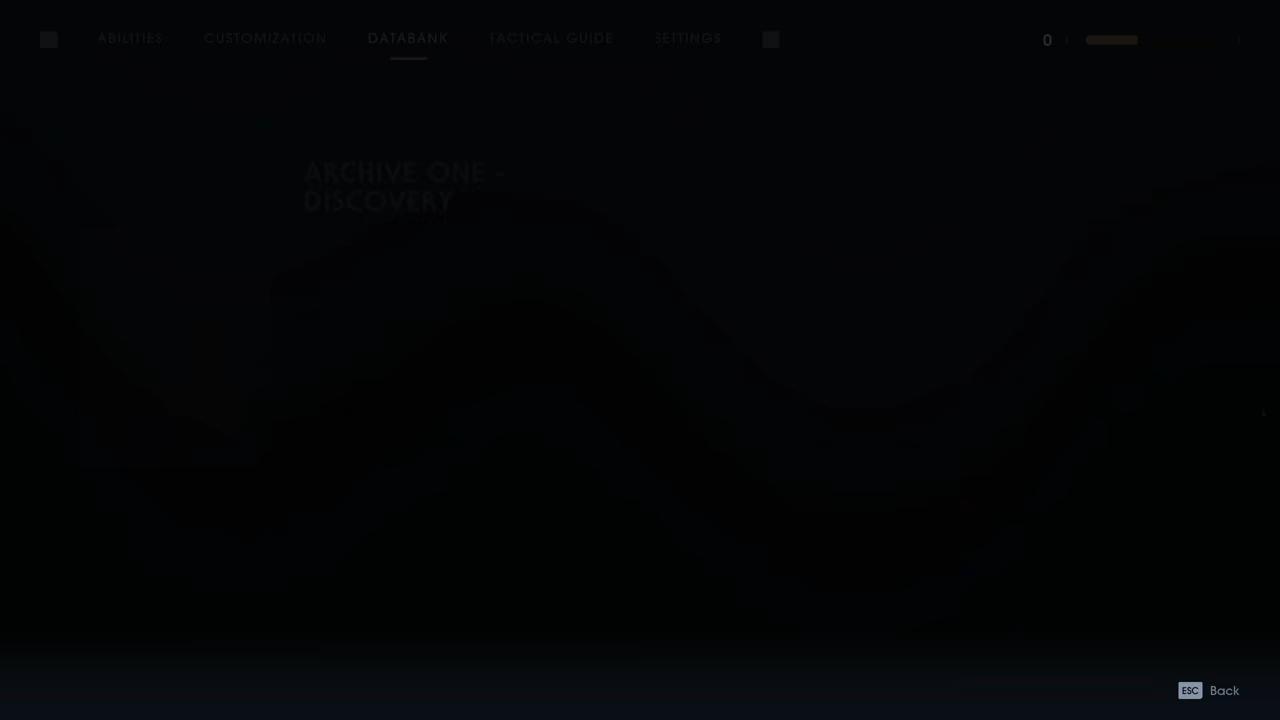 ABILITIES CUSTOMIZATION DATABANK TACTICAL GUIDE SETTINGS 0
ARCHIVE ONE -
DISCOVERY
ESC Back